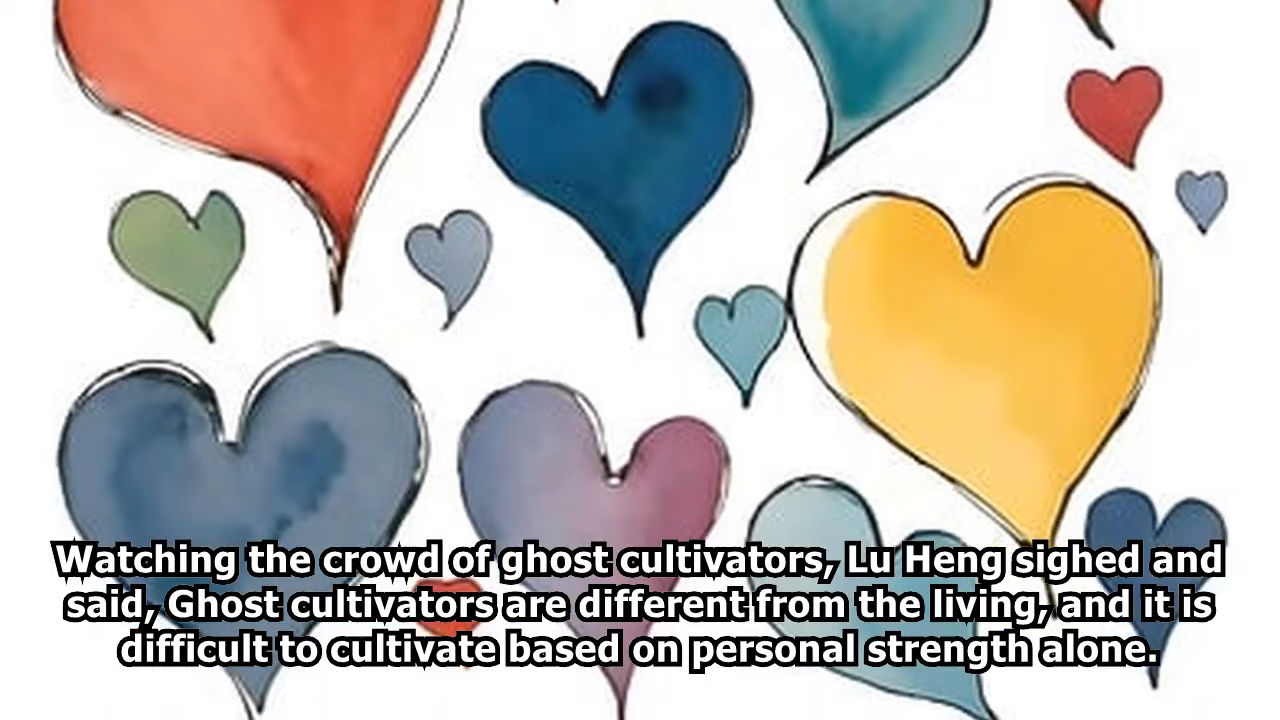 Watching the crowd of ghost cultivators, Lu Heng sighed and
said, Ghost cultivators are different from the living, and it is
difficult to cultivate based on personal strength alone.